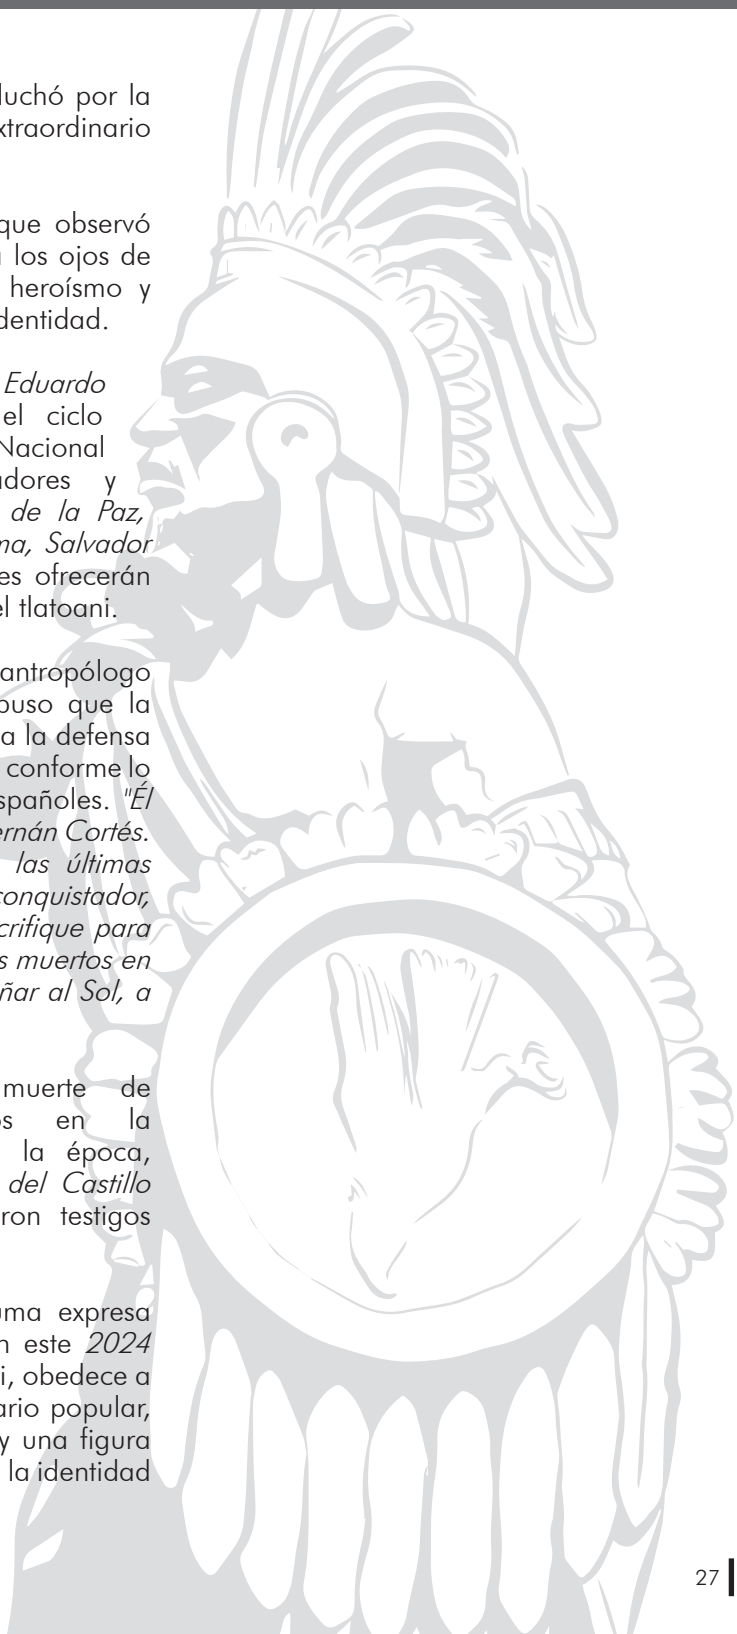 luchó por la
xtraordinario
que observó
los ojos de
heroísmo y
dentidad.
Eduardo
el ciclo
Nacional
adores y
de la Paz,
ma, Salvador
es ofrecerán
el tlatoani.
antropólogo
puso que la
a la defensa
conforme lo
spañoles. "Él
ernán Cortés.
las últimas
conquistador,
crifique para
s muertos en
ñar al Sol, a
muerte de
os en la
la época,
del Castillo
ron testigos
uma expresa
n este 2024
i, obedece a
ario popular,
y una figura
la identidad
27